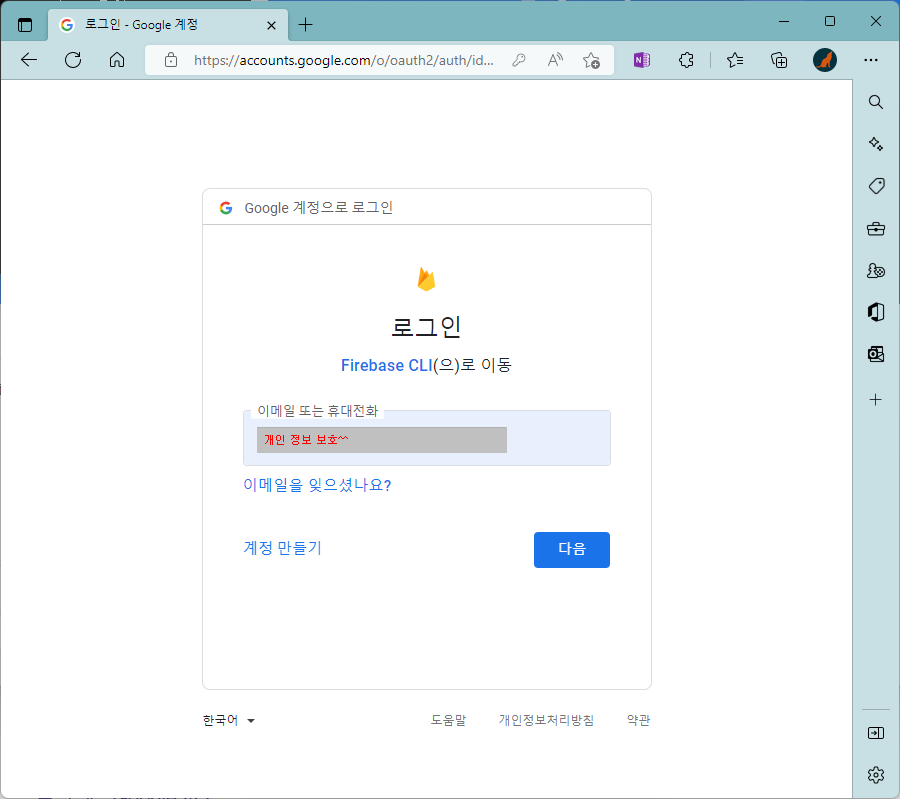 로그인 - Google 계정
https://accounts.google.com/o/oauth2/auth/id...
Google 계정으로 로그인
로그인
Firebase CLI(으)로 이동
이메일 또는 휴대전화
개인 정보 보호^^
이메일을 잊으셨나요?
계정 만들기
다음
한국어
도움말
개인정보처리방침
약관